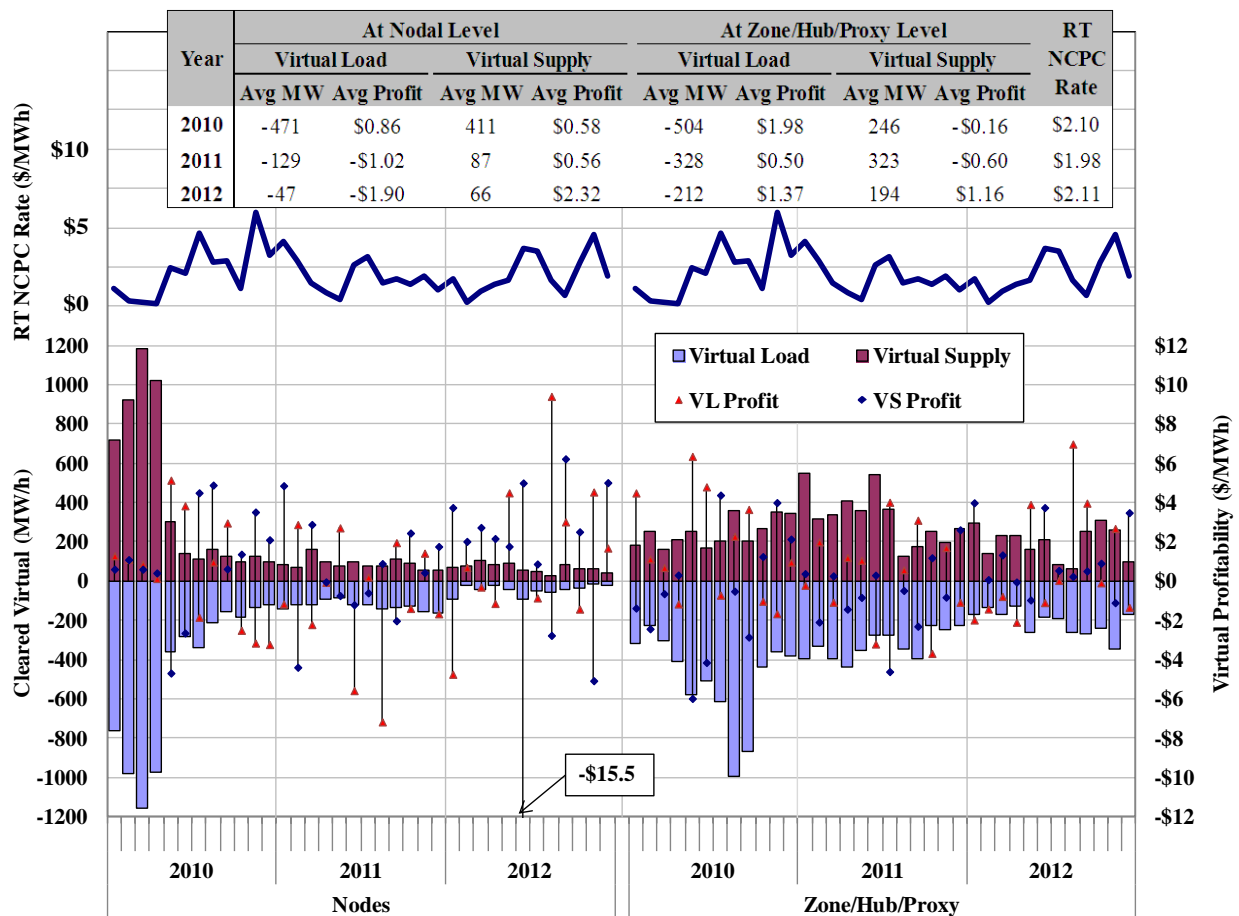 At Nodal Level At Zone/Hub/Proxy Level RT
Year Virtual Load Virtual Supply Virtual Load Virtual Supply NCPC
Avg MW Avg Profit Avg MW Avg Profit Avg MW Avg Profit Avg MW Avg Profit Rate
2010 -471 $0.86 411 $0.58 -504 $1.98 246 -$0.16 $2.10
2011 -129 -$1.02 87 $0.56 -328 $0.50 323 -$0.60 $1.98
2012 -47 -$1.90 66 $2.32 -212 $1.37 194 $1.16 $2.11
RT NCPC Rate ($/MWh)
$10
$5
$0
Cleared Virtual (MW/h)
1200
1000
800
600
400
200
0
-200
-400
-600
-800
-1000
-1200
Virtual Load Virtual Supply
VL Profit VS Profit
-$15.5
$12
$10
$8
$6
$4
$2
$0
-$2
-$4
-$6
-$8
-$10
-$12
Virtual Profitability ($/MWh)
2010 2011 2012 2010 2011 2012
Nodes Zone/Hub/Proxy